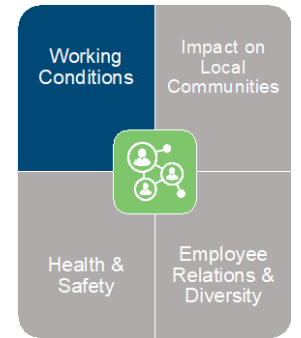 Working
Conditions
Impact on
Local
Communities
Health &
Safety
Employee
Relations &
Diversity